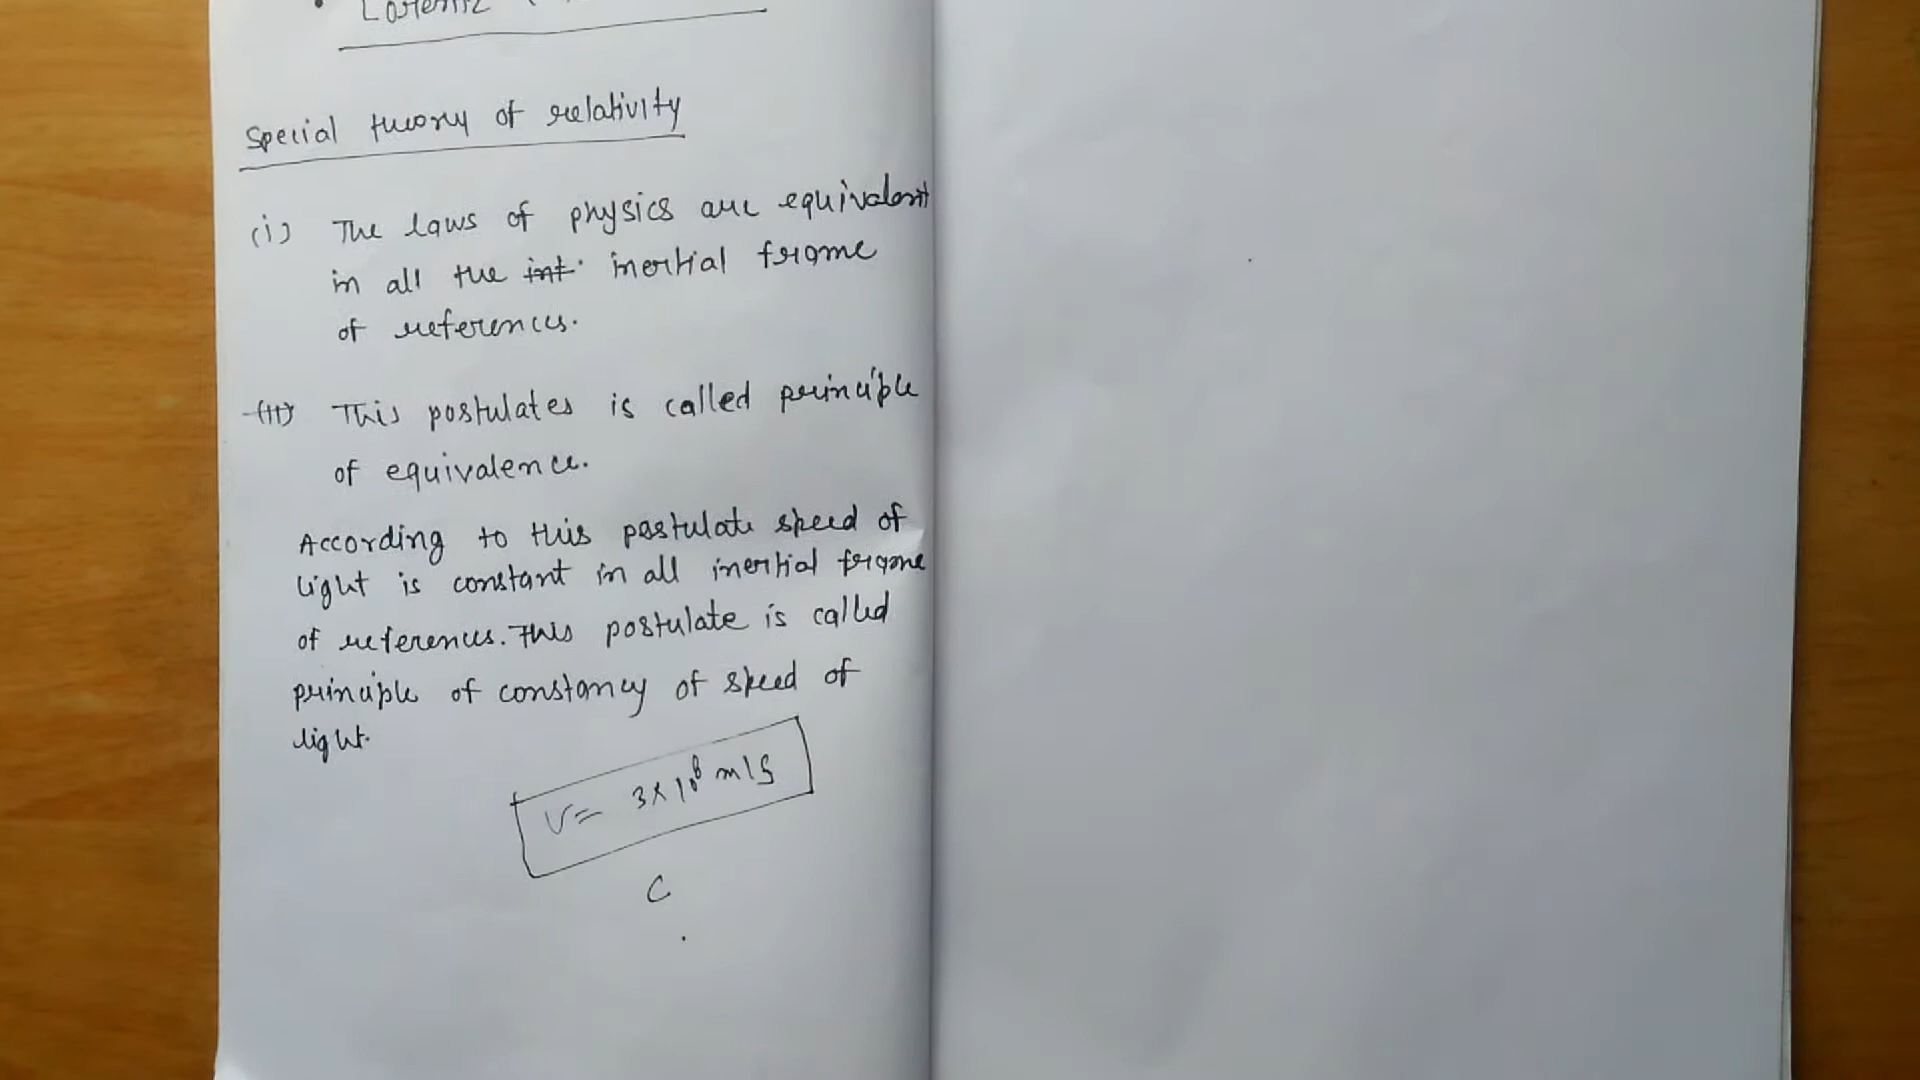 • Lorentz
Special theory of relativity
(i) The laws of physics are equivalent
in all the int. inertial frame
of references.
(ii) This postulates is called principle
of equivalence.
According to this postulate speed of
light is constant in all inertial frame
of references. This postulate is called
principle of constancy of speed of
light.
V = 3×10⁸ m/s
C